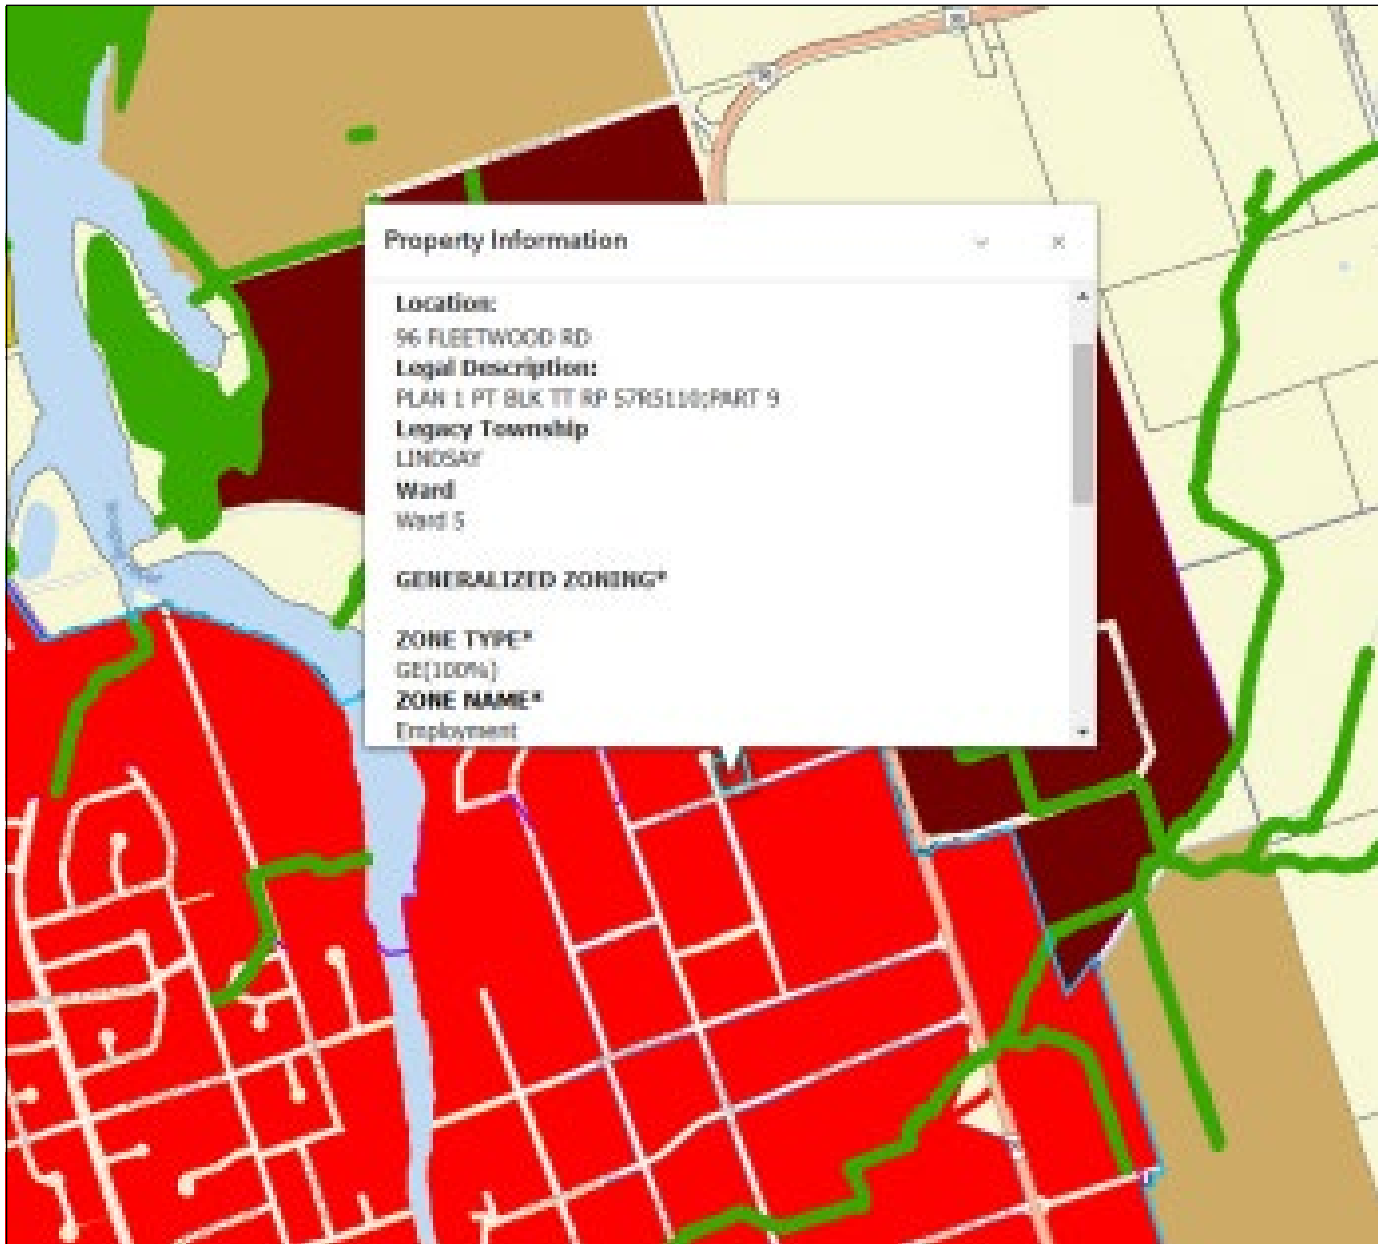 Property Information
Location:
96 FLEETWOOD RD
Legal Description:
PLAN 1 PT BLK TT RP 57R5110;PART 9
Legacy Township
LINDSAY
Ward
Ward 5
GENERALIZED ZONING*
ZONE TYPE*
GE(100%)
ZONE NAME*
Employment